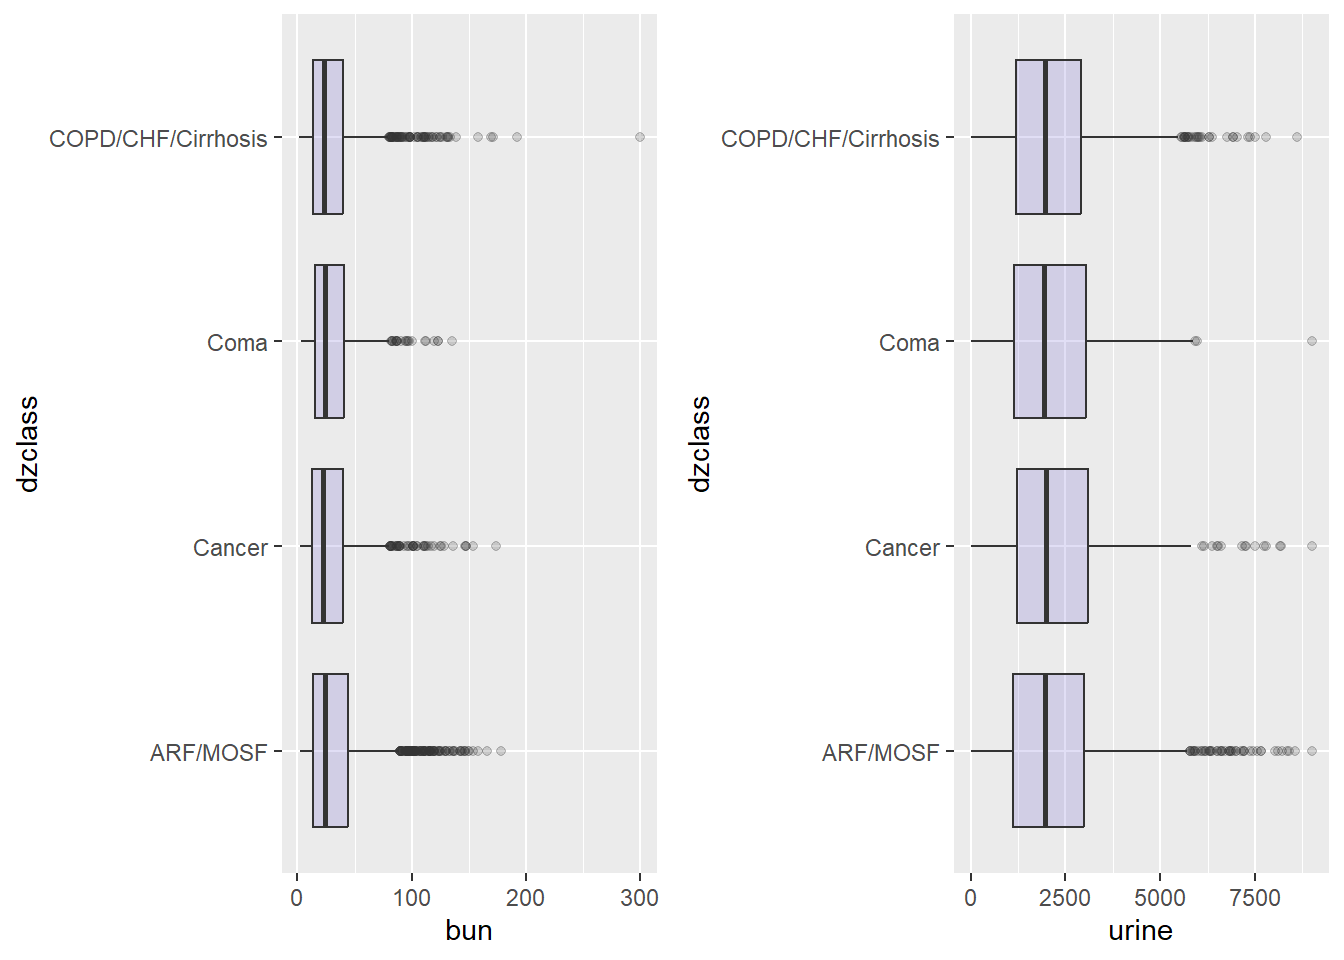 dzclass
COPD/CHF/Cirrhosis
Coma
Cancer
ARF/MOSF
0 100 200 300
bun
dzclass
COPD/CHF/Cirrhosis
Coma
Cancer
ARF/MOSF
0 2500 5000 7500
urine